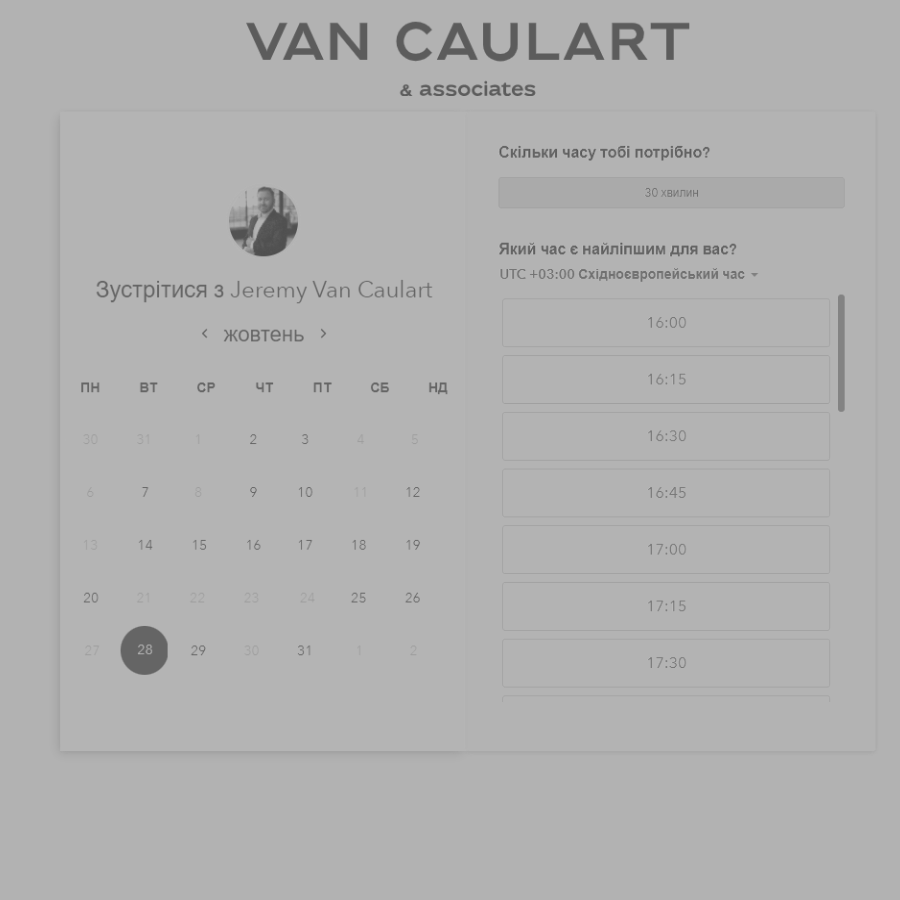 VAN CAULART
& associates
Зустрітися з Jeremy Van Caulart
жовтень
ПН ВТ СР ЧТ ПТ СБ НД
30 31 1 2 3 4 5
6 7 8 9 10 11 12
13 14 15 16 17 18 19
20 21 22 23 24 25 26
27 28 29 30 31 1 2
Скільки часу тобі потрібно?
30 хвилин
Який час є найліпшим для вас?
UTC +03:00 Східноєвропейський час
16:00
16:15
16:30
16:45
17:00
17:15
17:30